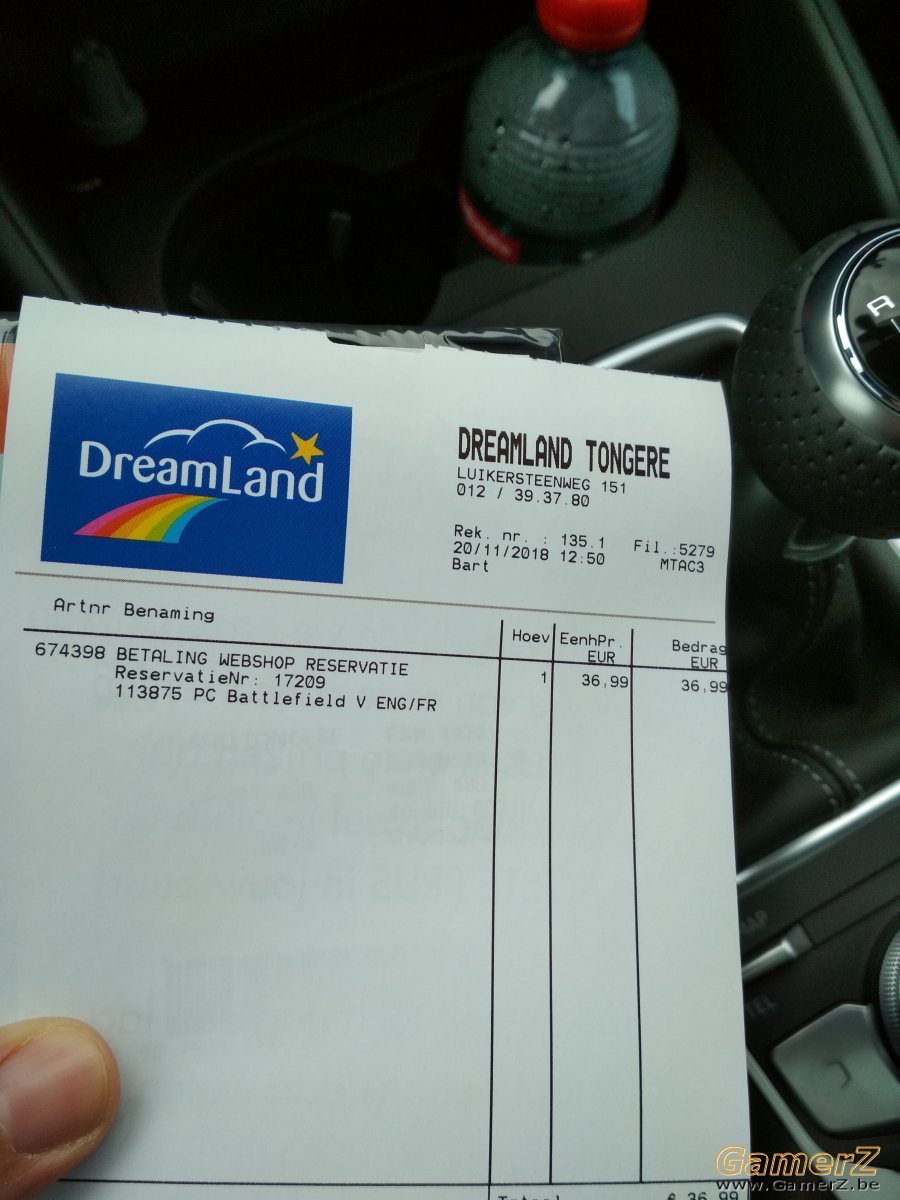 DreamLand
DREAMLAND TONGERE
LUIKERSTEENWEG 151
012 / 39.37.80
Rek. nr. : 135.1 Fil.:5279
20/11/2018 12:50 MTAC3
Bart
Artnr Benaming Hoev EenhPr. Bedrag
EUR EUR
674398 BETALING WEBSHOP RESERVATIE 1 36,99 36,99
ReservatieNr: 17209
113875 PC Battlefield V ENG/FR
Totaal € 36,99
A
MAP
TEL
GamerZ
www.GamerZ.be